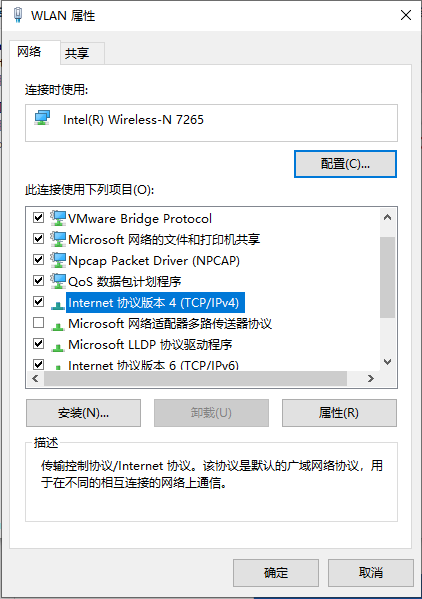 WLAN 属性
网络
共享
连接时使用:
Intel(R) Wireless-N 7265
配置(C)...
此连接使用下列项目(O):
VMware Bridge Protocol
Microsoft 网络的文件和打印机共享
Npcap Packet Driver (NPCAP)
QoS 数据包计划程序
Internet 协议版本 4 (TCP/IPv4)
Microsoft 网络适配器多路传送器协议
Microsoft LLDP 协议驱动程序
Internet 协议版本 6 (TCP/IPv6)
安装(N)...
卸载(U)
属性(R)
描述
传输控制协议/Internet 协议。该协议是默认的广域网络协议，用
于在不同的相互连接的网络上通信。
确定
取消